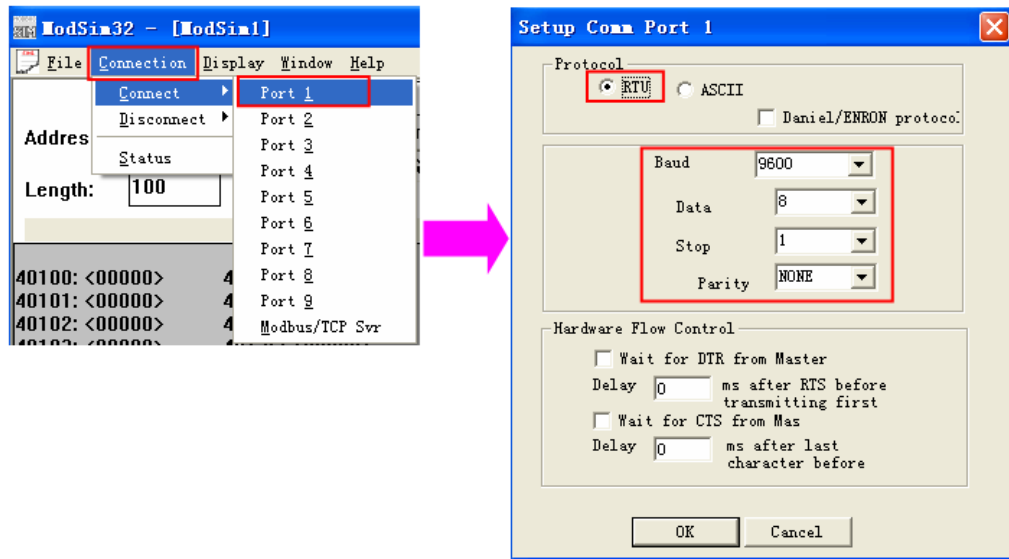 ModSim32 - [ModSim1]
File Connection Display Window Help
Connect
Disconnect
Status
Port 1
Port 2
Port 3
Port 4
Port 5
Port 6
Port 7
Port 8
Port 9
Modbus/TCP Svr
Addres
Length: 100
40100: <00000> 4
40101: <00000> 4
40102: <00000> 4
Setup Comm Port 1
Protocol
RTU ASCII
Daniel/ENRON protocol
Baud 9600
Data 8
Stop 1
Parity NONE
Hardware Flow Control
Wait for DTR from Master
Delay 0 ms after RTS before
transmitting first
Wait for CTS from Mas
Delay 0 ms after last
character before
OK Cancel